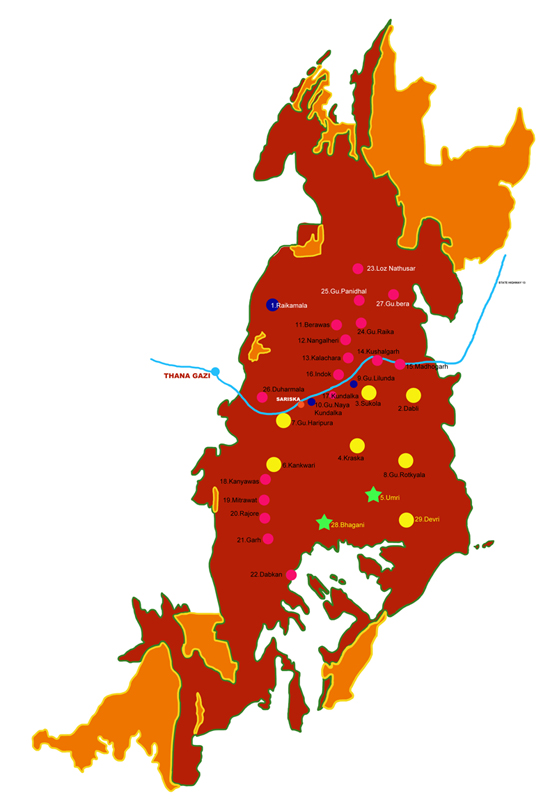 23.Loz Nathusar
STATE HIGHWAY-13
25.Gu.Panidhal
27.Gu.bera
1.Raikamala
11.Berawas
24.Gu.Raika
12.Nangalheri
14.Kushalgarh
13.Kalachara
15.Madhogarh
THANA GAZI
16.Indok
9.Gu.Lilunda
26.Duharmala
17.Kundalka
SARISKA
10.Gu.Naya
Kundalka
3.Sukola
2.Dabli
7.Gu.Haripura
4.Kraska
6.Kankwari
8.Gu.Rotkyala
18.Kanyawas
19.Mitrawat
5.Umri
20.Rajore
28.Bhagani
29.Devri
21.Garh
22.Dabkan